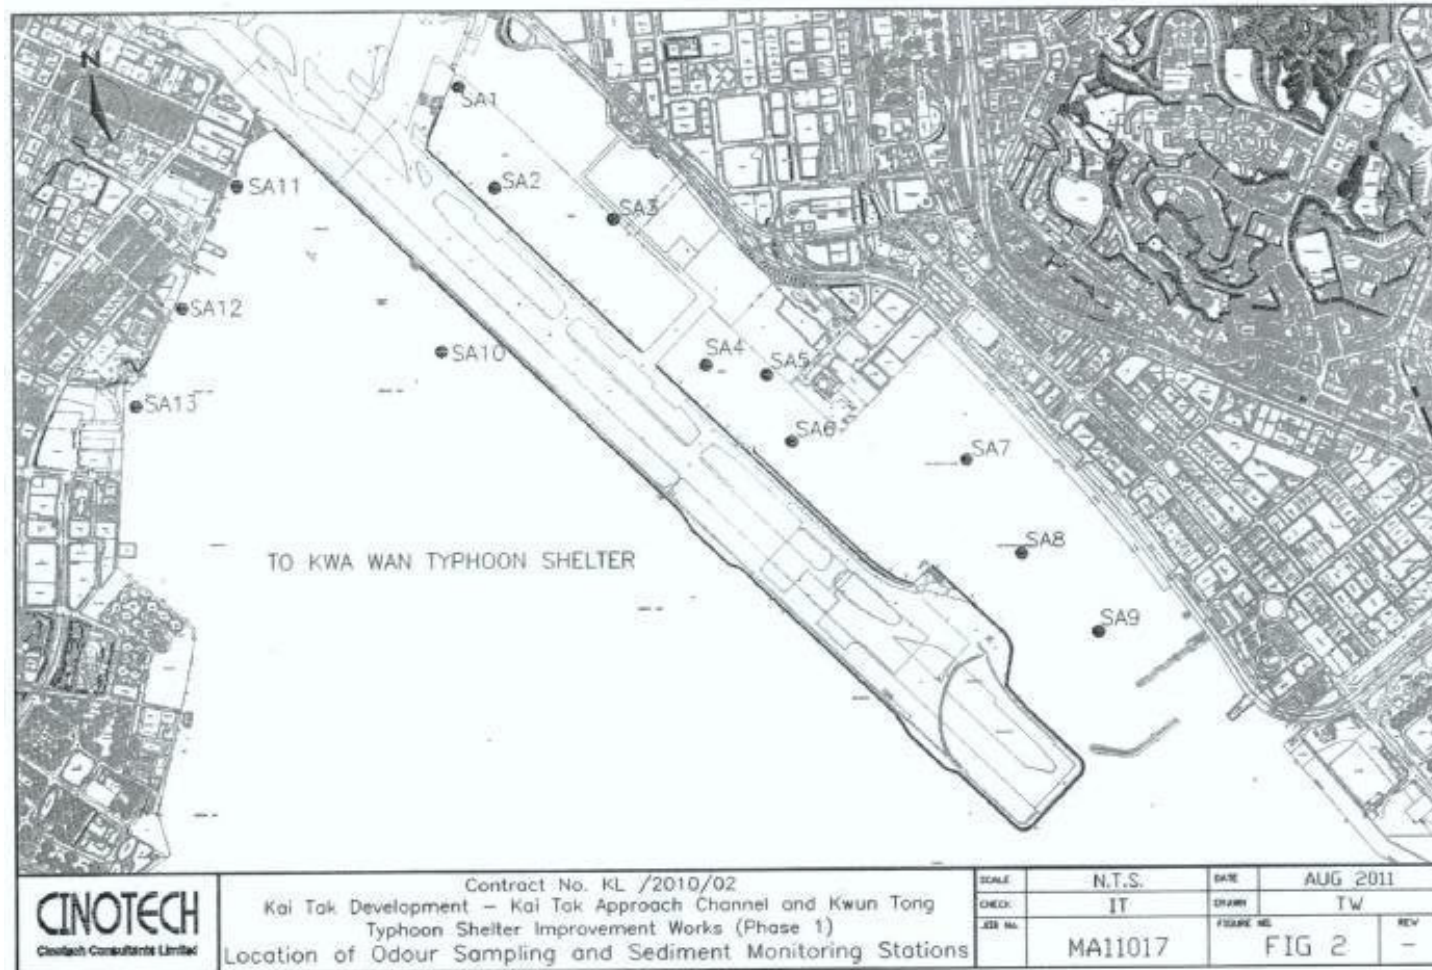 N
SA1
SA2
SA3
SA11
SA12
SA10
SA4
SA5
SA13
SA6
SA7
TO KWA WAN TYPHOON SHELTER
SA8
SA9
CINOTECH
Cinotech Consultants Limited
Contract No. KL /2010/02
Kai Tak Development – Kai Tak Approach Channel and Kwun Tong
Typhoon Shelter Improvement Works (Phase 1)
Location of Odour Sampling and Sediment Monitoring Stations
SCALE N.T.S. DATE AUG 2011
CHECK IT DRAWN TW
JOB No. MA11017 FIGURE NO. FIG 2 REV –